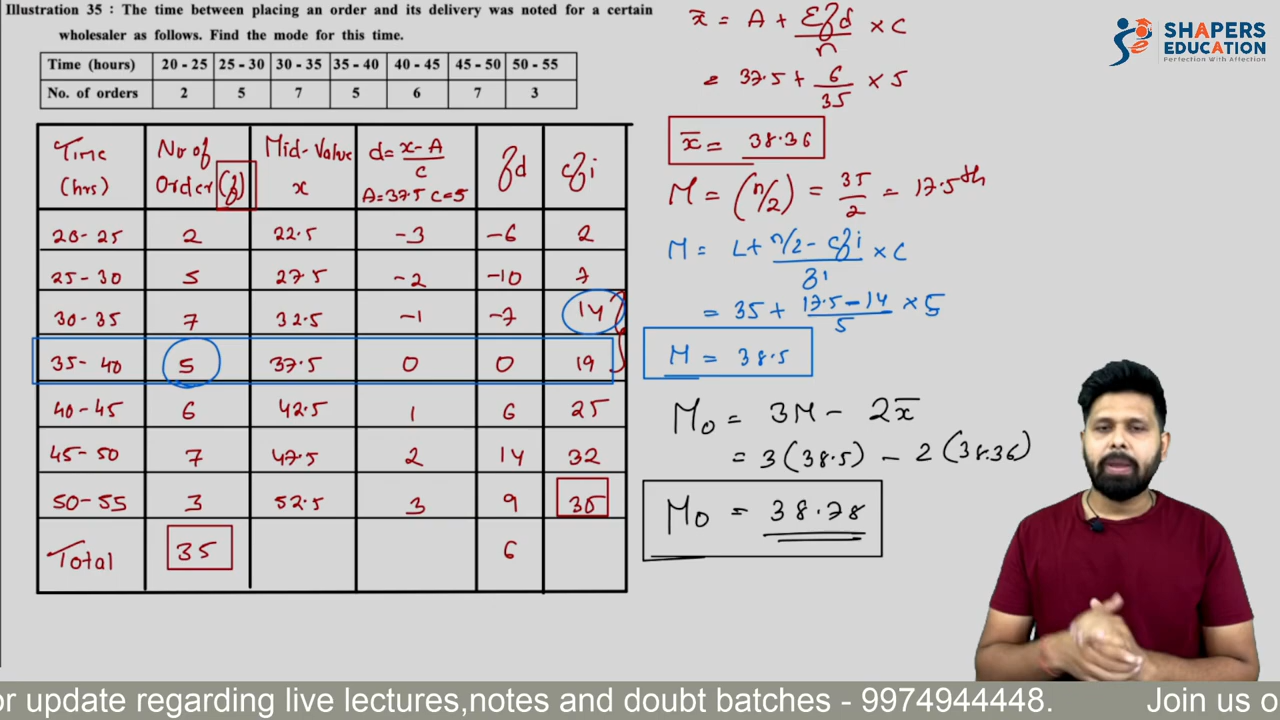 Illustration 35 : The time between placing an order and its delivery was noted for a certain
wholesaler as follows. Find the mode for this time.
Time (hours) 20 - 25 25 - 30 30 - 35 35 - 40 40 - 45 45 - 50 50 - 55
No. of orders 2 5 7 5 6 7 3
Time (hrs) No of Order (f) Mid-Value x d = x-A / c A=37.5 c=5 fd cfi
20-25 2 22.5 -3 -6 2
25-30 5 27.5 -2 -10 7
30-35 7 32.5 -1 -7 14
35-40 5 37.5 0 0 19
40-45 6 42.5 1 6 25
45-50 7 47.5 2 14 32
50-55 3 52.5 3 9 35
Total 35 6
x̄ = A + Σfd / n × c
= 37.5 + 6 / 35 × 5
x̄ = 38.36
M = (n/2) = 35 / 2 = 17.5th
M = L + n/2 - cfi / fi × c
= 35 + 17.5-14 / 5 × 5
M = 38.5
Mo = 3M - 2x̄
= 3(38.5) - 2(38.36)
Mo = 38.78
SHAPERS
EDUCATION
Perfection With Affection
or update regarding live lectures,notes and doubt batches - 9974944448. Join us o